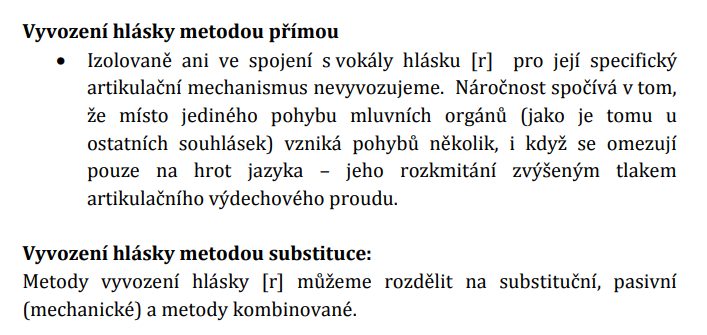 Vyvození hlásky metodou přímou
• Izolovaně ani ve spojení s vokály hlásku [r] pro její specifický
artikulační mechanismus nevyvozujeme. Náročnost spočívá v tom,
že místo jediného pohybu mluvních orgánů (jako je tomu u
ostatních souhlásek) vzniká pohybů několik, i když se omezují
pouze na hrot jazyka – jeho rozkmitání zvýšeným tlakem
artikulačního výdechového proudu.
Vyvození hlásky metodou substituce:
Metody vyvození hlásky [r] můžeme rozdělit na substituční, pasivní
(mechanické) a metody kombinované.